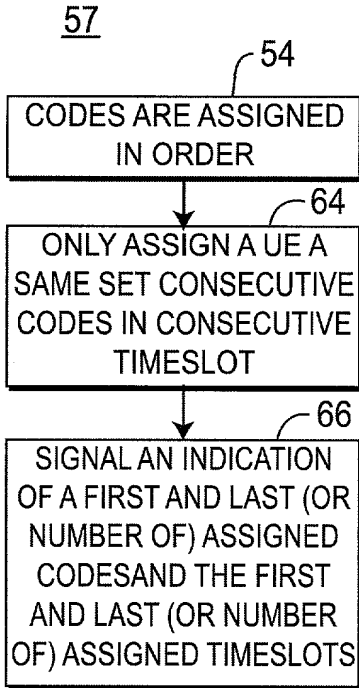 57
54
CODES ARE ASSIGNED
IN ORDER
64
ONLY ASSIGN A UE A
SAME SET CONSECUTIVE
CODES IN CONSECUTIVE
TIMESLOT
66
SIGNAL AN INDICATION
OF A FIRST AND LAST (OR
NUMBER OF) ASSIGNED
CODESAND THE FIRST
AND LAST (OR NUMBER
OF) ASSIGNED TIMESLOTS